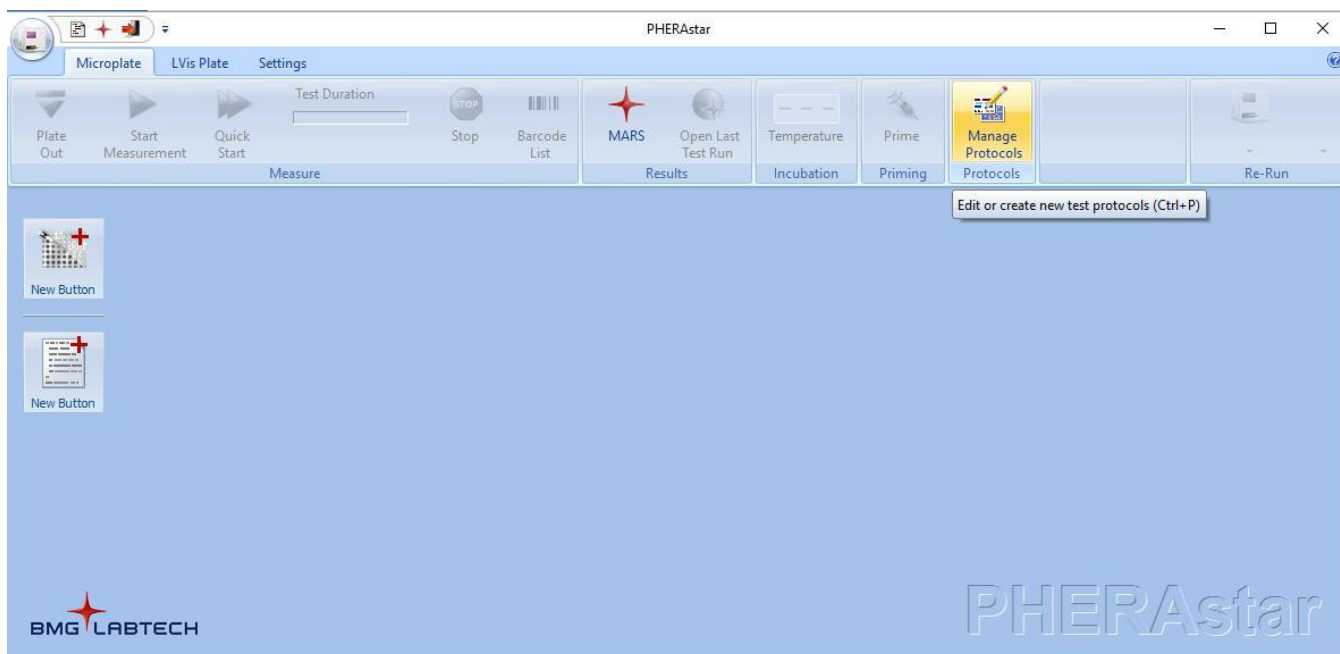 PHERAstar
Microplate
LVis Plate
Settings
Plate
Out
Start
Measurement
Quick
Start
Test Duration
STOP
Stop
Barcode
List
Measure
MARS
Open Last
Test Run
Results
- - -
Temperature
Incubation
Prime
Priming
Manage
Protocols
Protocols
Re-Run
Edit or create new test protocols (Ctrl+P)
New Button
New Button
BMG LABTECH
PHERAstar